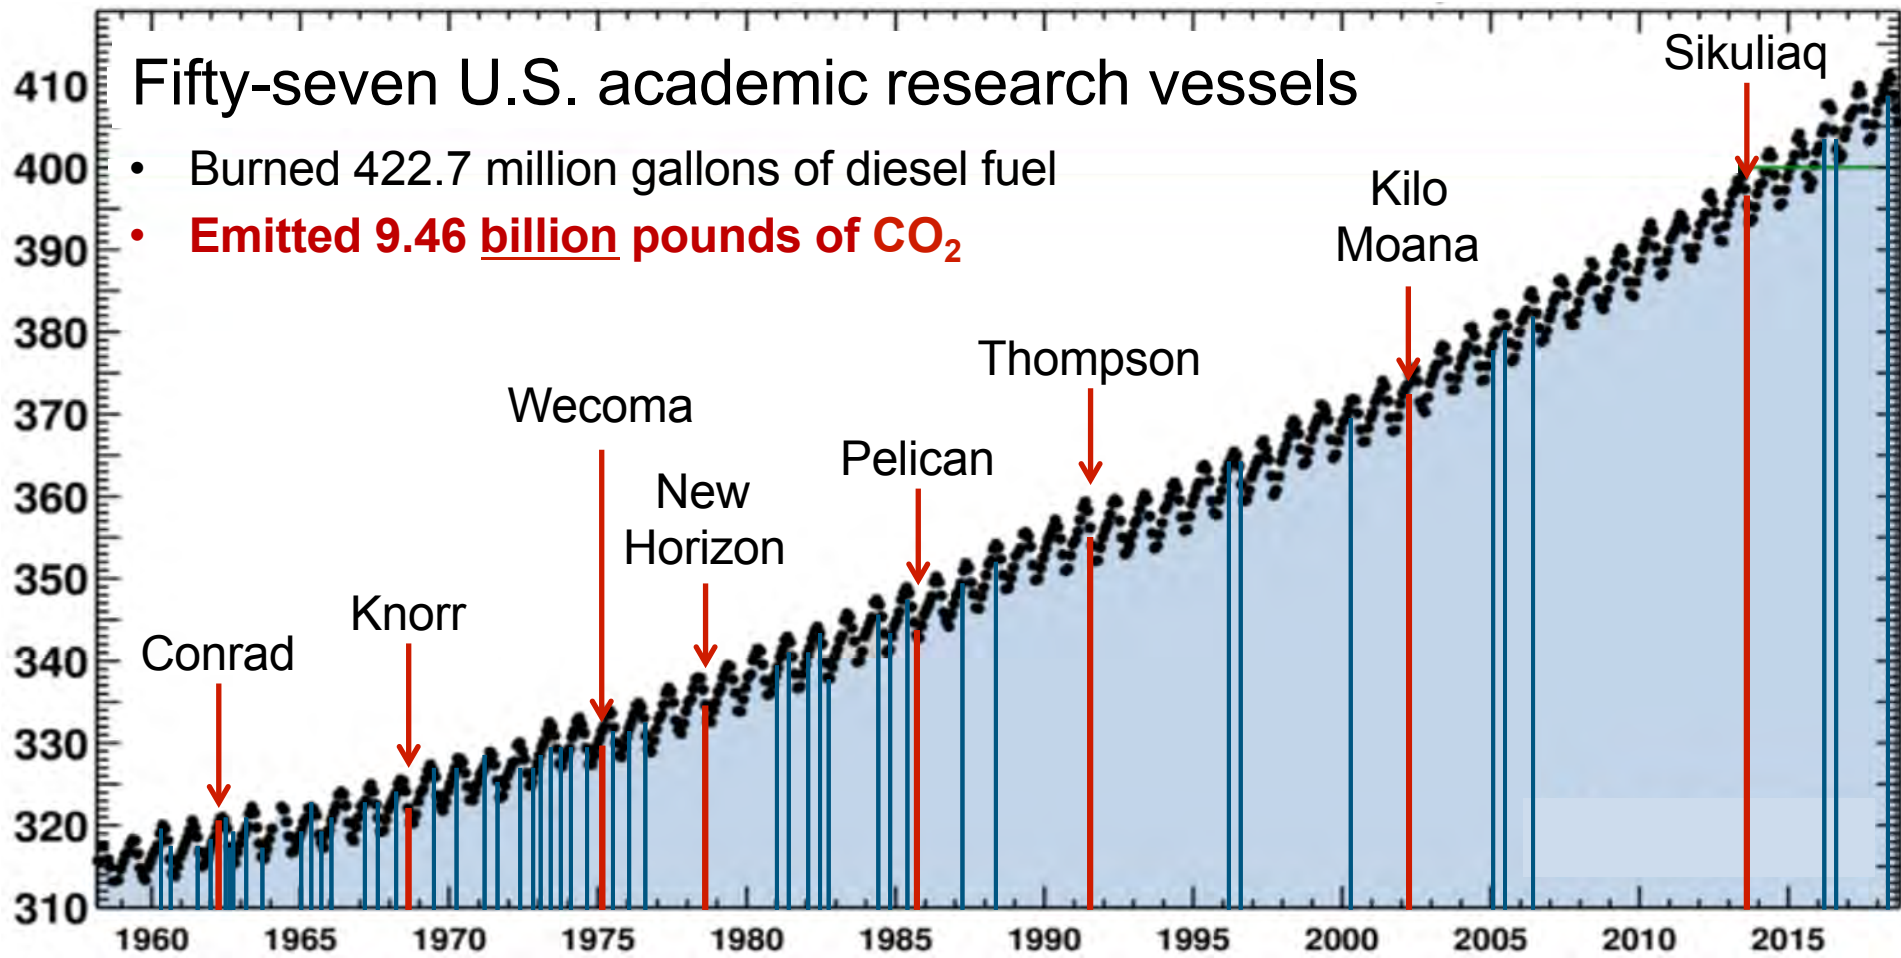 Fifty-seven U.S. academic research vessels
• Burned 422.7 million gallons of diesel fuel
• Emitted 9.46 billion pounds of CO₂
Sikuliaq
Kilo
Moana
Thompson
Wecoma
Pelican
New
Horizon
Knorr
Conrad
410
400
390
380
370
360
350
340
330
320
310
1960 1965 1970 1975 1980 1985 1990 1995 2000 2005 2010 2015